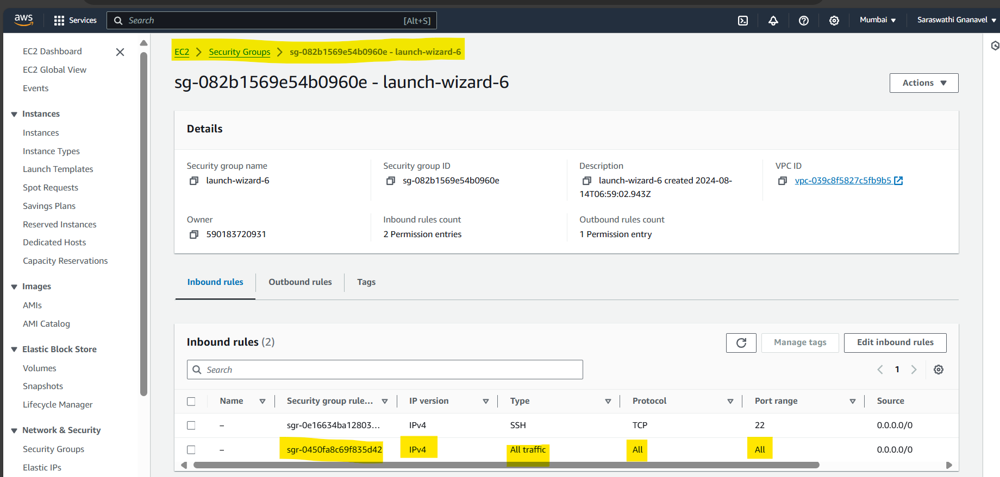 aws Services Search [Alt+S] Mumbai Saraswathi Gnanavel
EC2 Dashboard
EC2 Global View
Events
Instances
Instances
Instance Types
Launch Templates
Spot Requests
Savings Plans
Reserved Instances
Dedicated Hosts
Capacity Reservations
Images
AMIs
AMI Catalog
Elastic Block Store
Volumes
Snapshots
Lifecycle Manager
Network & Security
Security Groups
Elastic IPs
EC2 > Security Groups > sg-082b1569e54b0960e - launch-wizard-6
sg-082b1569e54b0960e - launch-wizard-6
Actions
Details
Security group name
launch-wizard-6
Security group ID
sg-082b1569e54b0960e
Description
launch-wizard-6 created 2024-08-
14T06:59:02.943Z
VPC ID
vpc-039c8f5827c5fb9b5
Owner
590183720931
Inbound rules count
2 Permission entries
Outbound rules count
1 Permission entry
Inbound rules Outbound rules Tags
Inbound rules (2)
Manage tags Edit inbound rules
Search
1
Name Security group rule... IP version Type Protocol Port range Source
– sgr-0e16634ba12803... IPv4 SSH TCP 22 0.0.0.0/0
– sgr-0450fa8c69f835d42 IPv4 All traffic All All 0.0.0.0/0